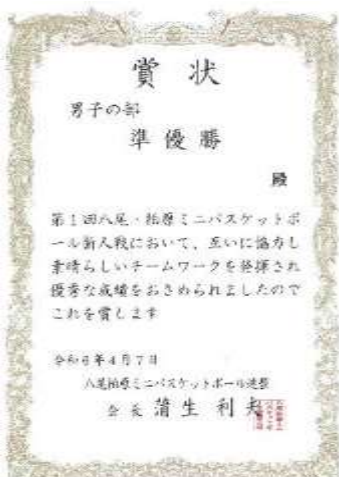 賞状
男子の部
準優勝
殿
第1回八尾・柏原ミニバスケットボ
ール新人戦において、互いに協力し
素晴らしいチームワークを発揮され
優秀な成績をおさめられましたので
これを賞します
令和6年4月7日
八尾柏原ミニバスケットボール連盟
会長 蒲生 利夫